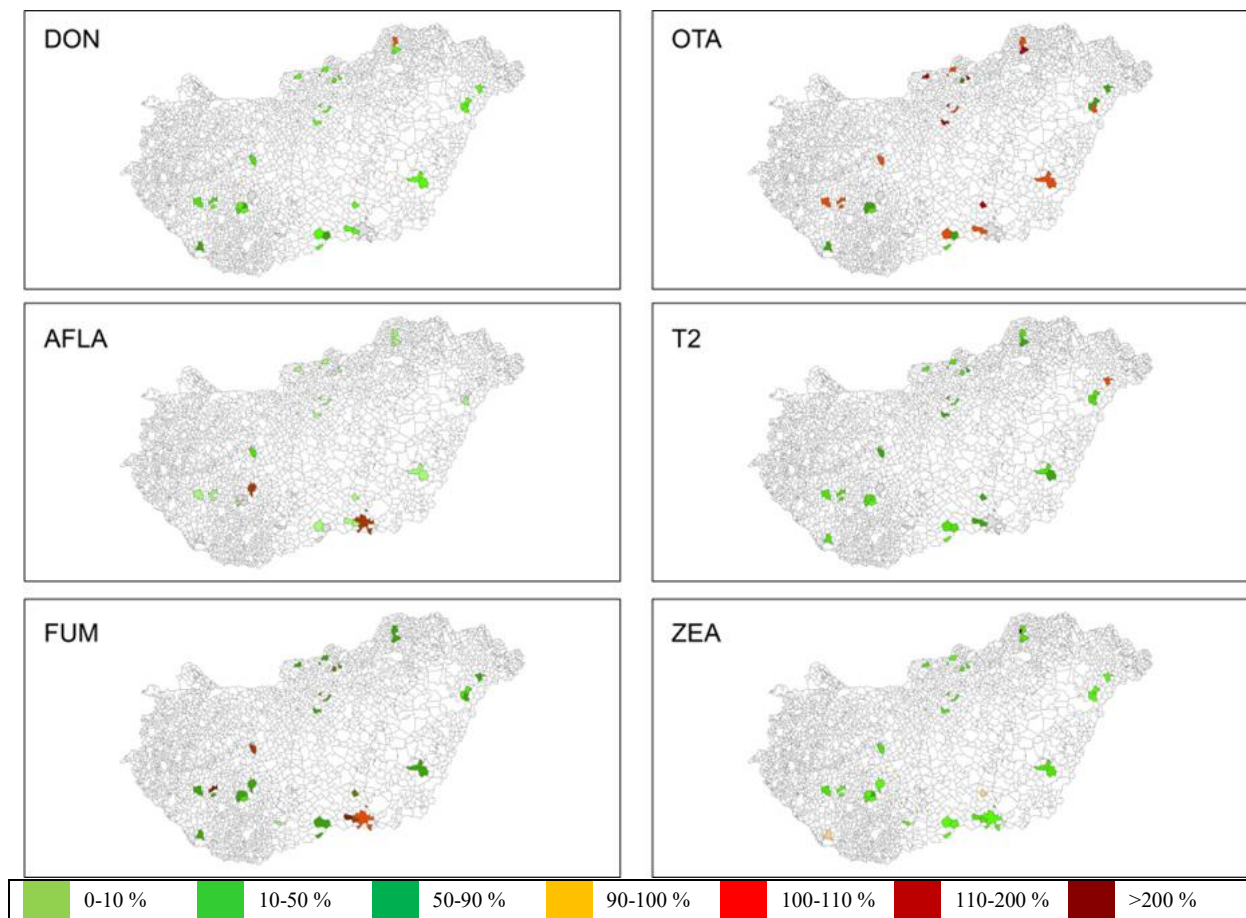 DON
OTA
AFLA
T2
FUM
ZEA
0-10 %
10-50 %
50-90 %
90-100 %
100-110 %
110-200 %
>200 %